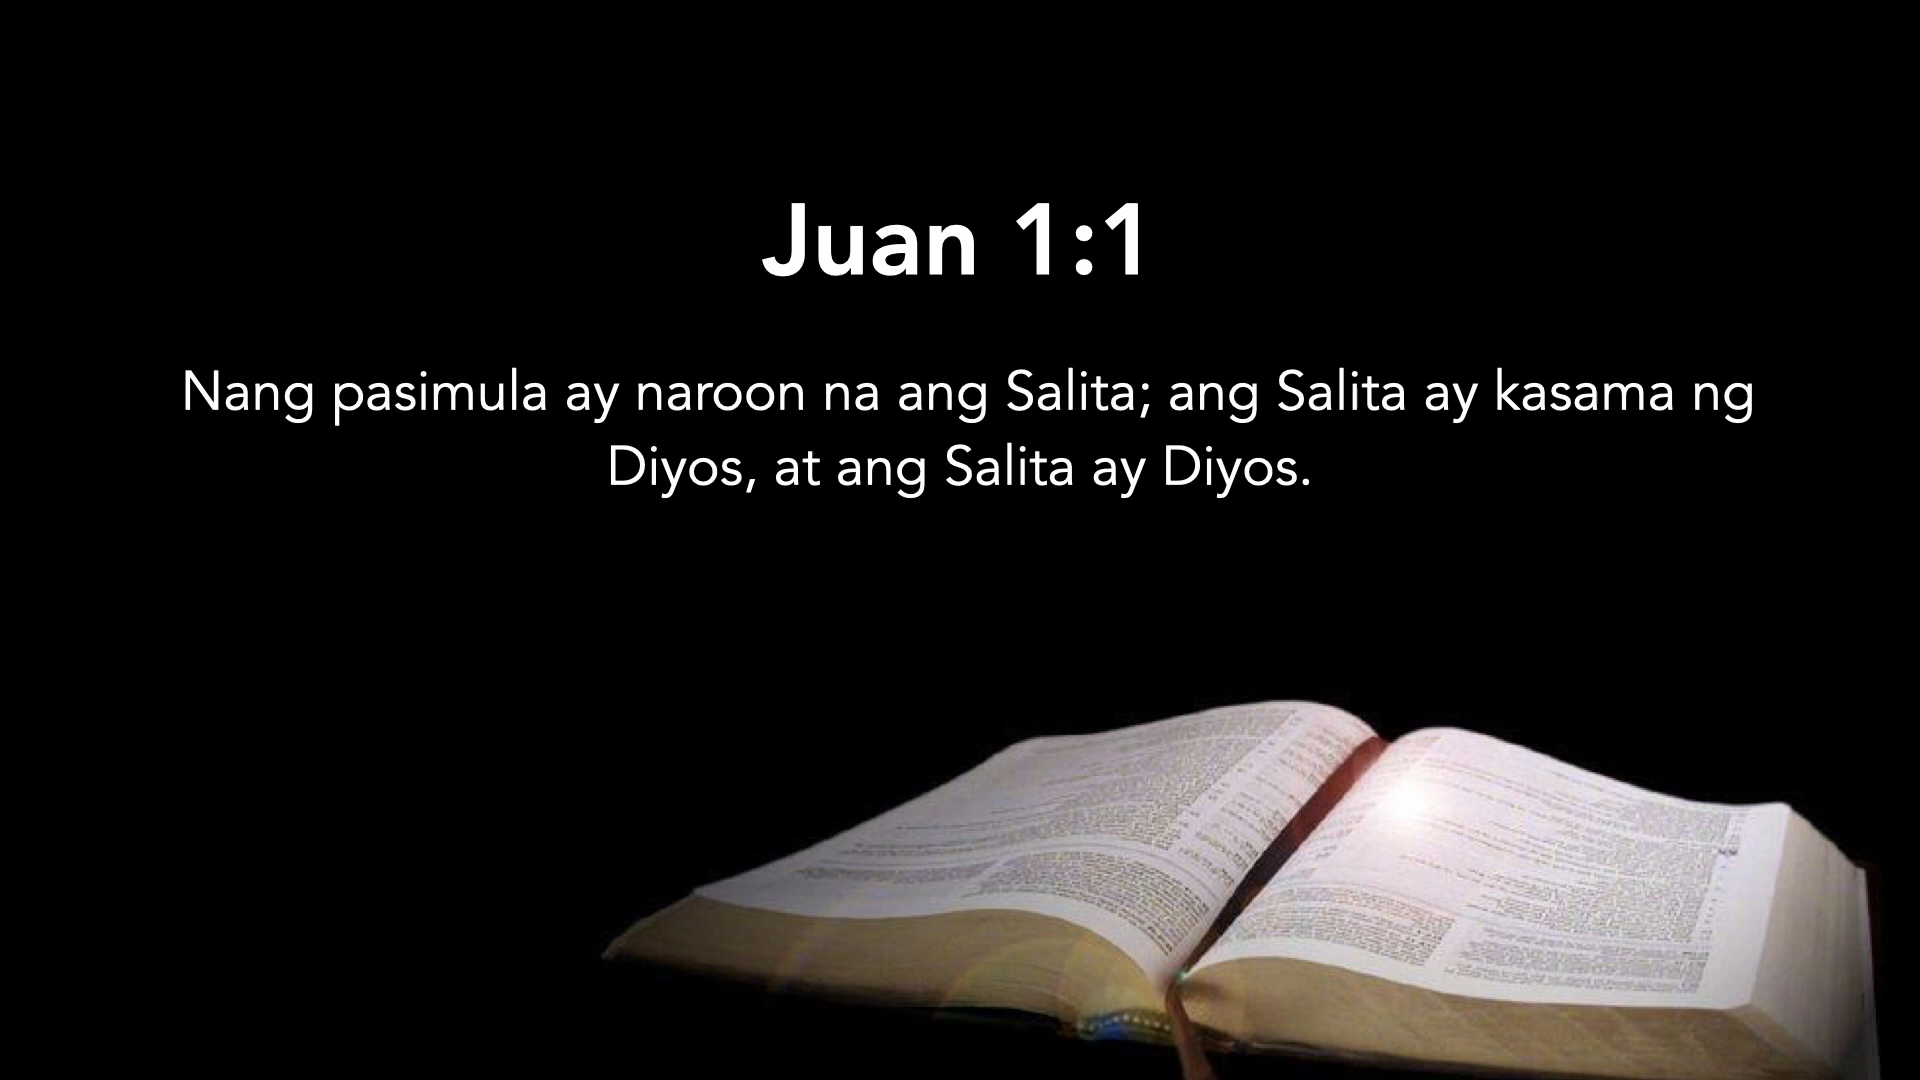 Juan 1:1
Nang pasimula ay naroon na ang Salita; ang Salita ay kasama ng
Diyos, at ang Salita ay Diyos.